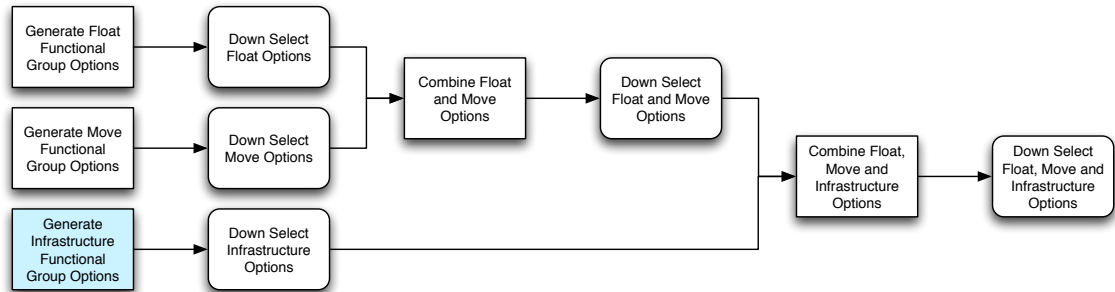 Generate Float
Functional
Group Options
Down Select
Float Options
Generate Move
Functional
Group Options
Down Select
Move Options
Combine Float
and Move
Options
Down Select
Float and Move
Options
Generate
Infrastructure
Functional
Group Options
Down Select
Infrastructure
Options
Combine Float,
Move and
Infrastructure
Options
Down Select
Float, Move and
Infrastructure
Options